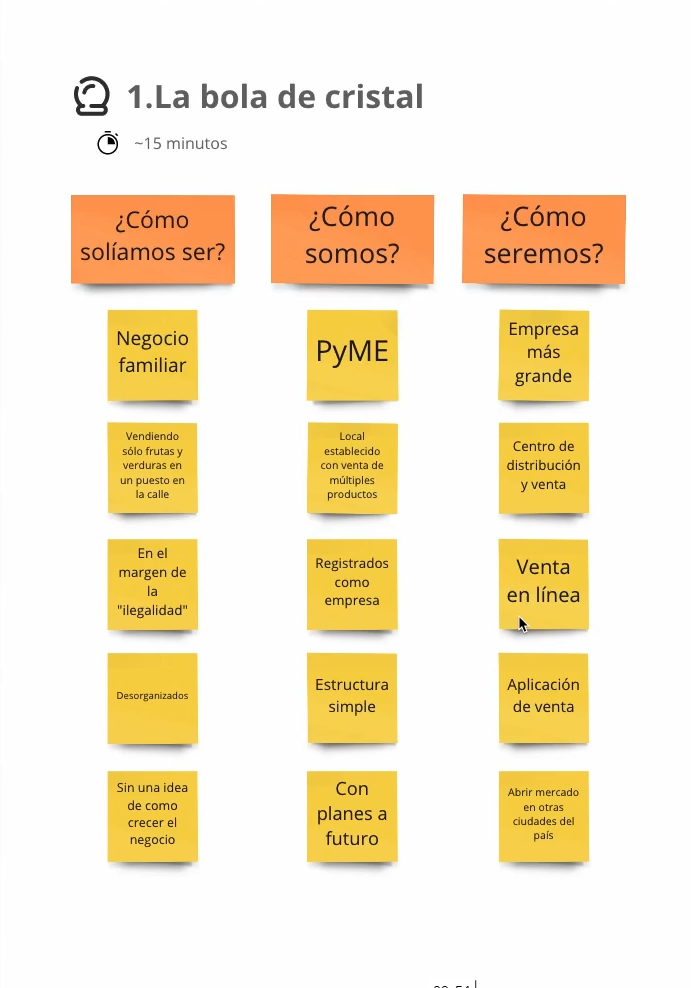 1.La bola de cristal
~15 minutos
¿Cómo
solíamos ser?
¿Cómo
somos?
¿Cómo
seremos?
Negocio
familiar
PyME
Empresa
más
grande
Vendiendo
sólo frutas y
verduras en
un puesto en
la calle
Local
establecido
con venta de
múltiples
productos
Centro de
distribución
y venta
En el
margen de
la
"ilegalidad"
Registrados
como
empresa
Venta
en línea
Desorganizados
Estructura
simple
Aplicación
de venta
Sin una idea
de como
crecer el
negocio
Con
planes a
futuro
Abrir mercado
en otras
ciudades del
país